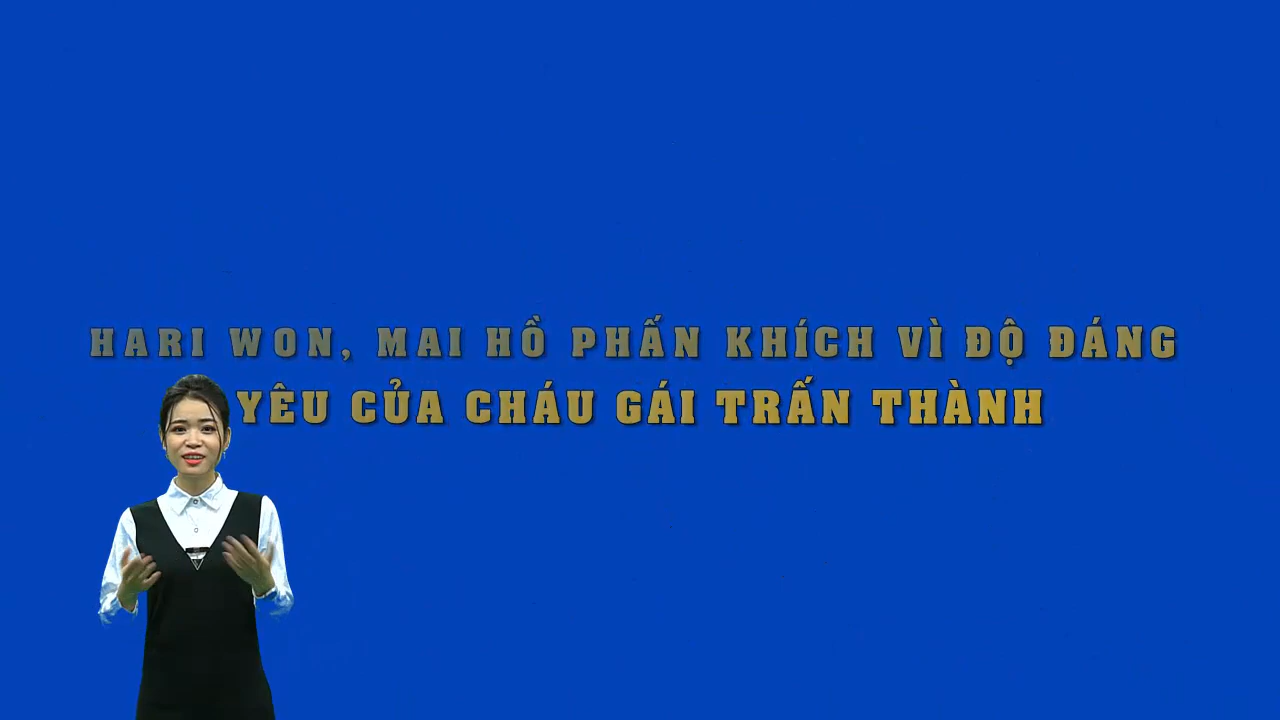 HARI WON, MAI HỒ PHẤN KHÍCH VÌ ĐỘ ĐÁNG
YÊU CỦA CHÁU GÁI TRẤN THÀNH